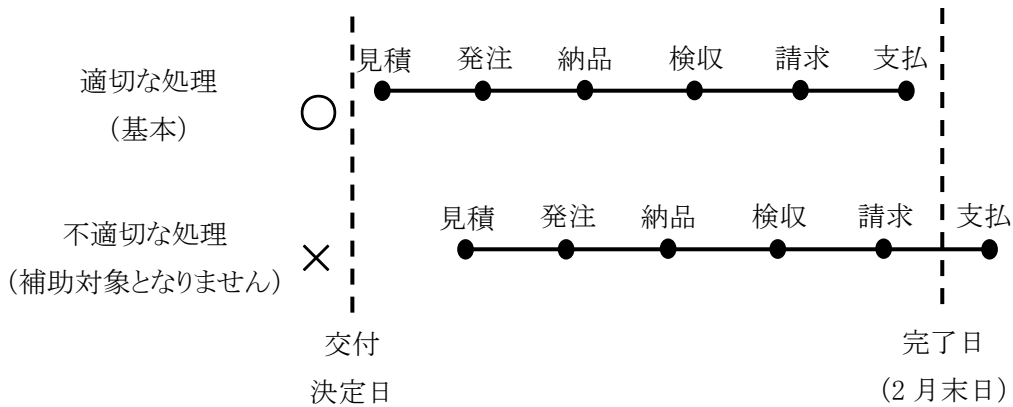 見積 発注 納品 検収 請求 支払
適切な処理
（基本）
○
見積 発注 納品 検収 請求 支払
不適切な処理
（補助対象となりません）
×
交付
決定日
完了日
（2 月末日）